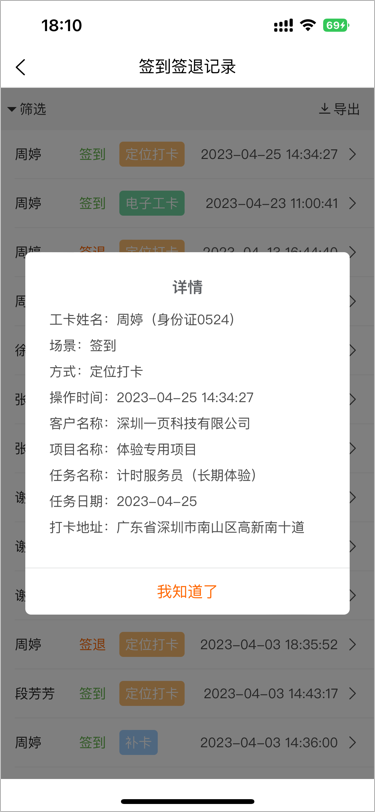 18:10
69
签到签退记录
筛选
导出
周婷 签到 定位打卡 2023-04-25 14:34:27
周婷 签到 电子工卡 2023-04-23 11:00:41
周婷 签退 定位打卡 2023-04-13 16:44:40
详情
工卡姓名：周婷（身份证0524）
场景：签到
方式：定位打卡
操作时间：2023-04-25 14:34:27
客户名称：深圳一页科技有限公司
项目名称：体验专用项目
任务名称：计时服务员（长期体验）
任务日期：2023-04-25
打卡地址：广东省深圳市南山区高新南十道
我知道了
周
徐
张
张
谢
谢
谢
周婷 签退 定位打卡 2023-04-03 18:35:52
段芳芳 签到 定位打卡 2023-04-03 14:43:17
周婷 签到 补卡 2023-04-03 14:36:00